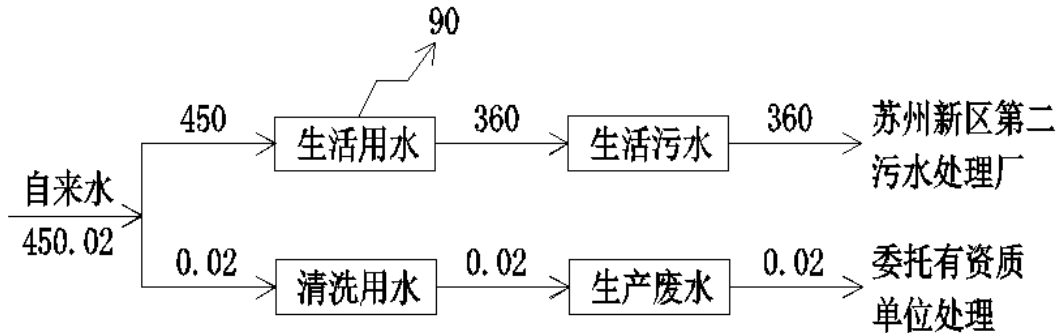 90
450
生活用水
360
生活污水
360
苏州新区第二
污水处理厂
自来水
450.02
0.02
清洗用水
0.02
生产废水
0.02
委托有资质
单位处理